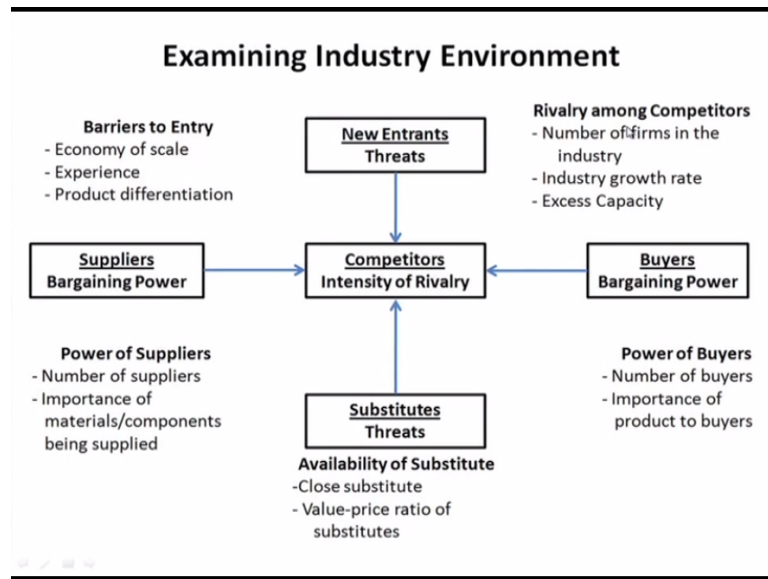 Examining Industry Environment
Barriers to Entry
- Economy of scale
- Experience
- Product differentiation
New Entrants
Threats
Rivalry among Competitors
- Number of firms in the
industry
- Industry growth rate
- Excess Capacity
Suppliers
Bargaining Power
Competitors
Intensity of Rivalry
Buyers
Bargaining Power
Power of Suppliers
- Number of suppliers
- Importance of
materials/components
being supplied
Substitutes
Threats
Availability of Substitute
-Close substitute
- Value-price ratio of
substitutes
Power of Buyers
- Number of buyers
- Importance of
product to buyers